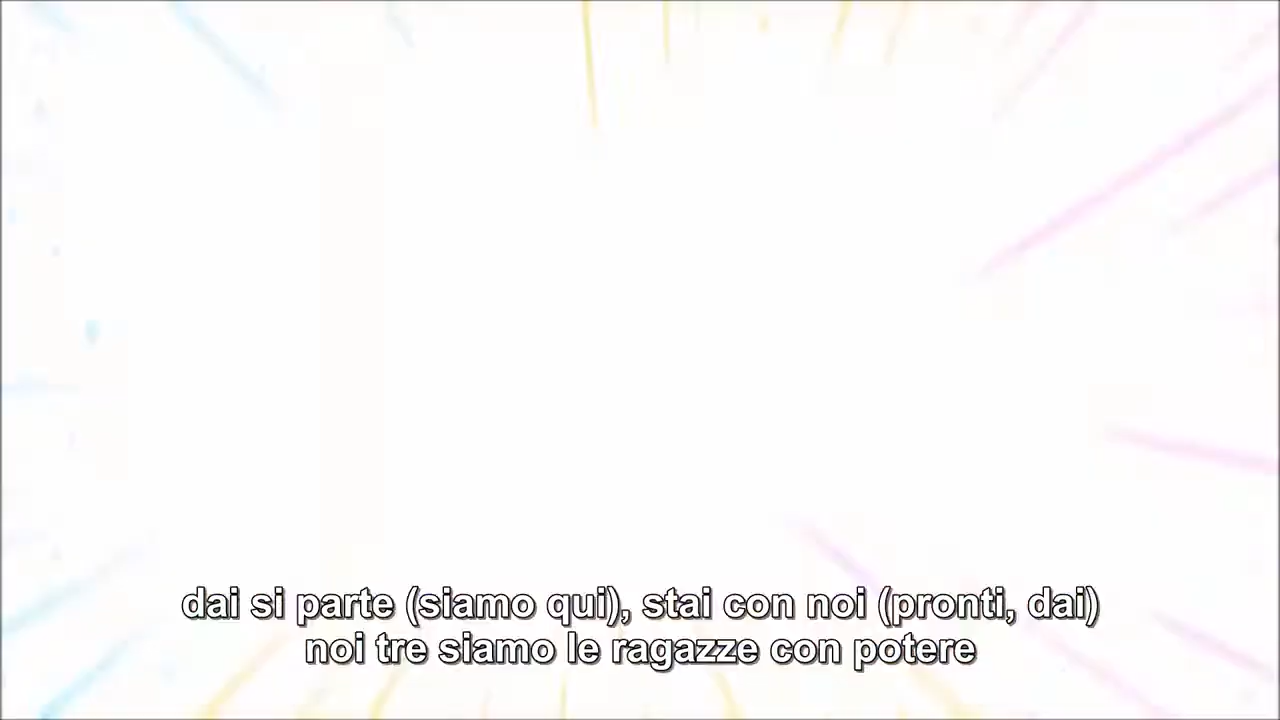 dai si parte (siamo qui), stai con noi (pronti, dai)
noi tre siamo le ragazze con potere